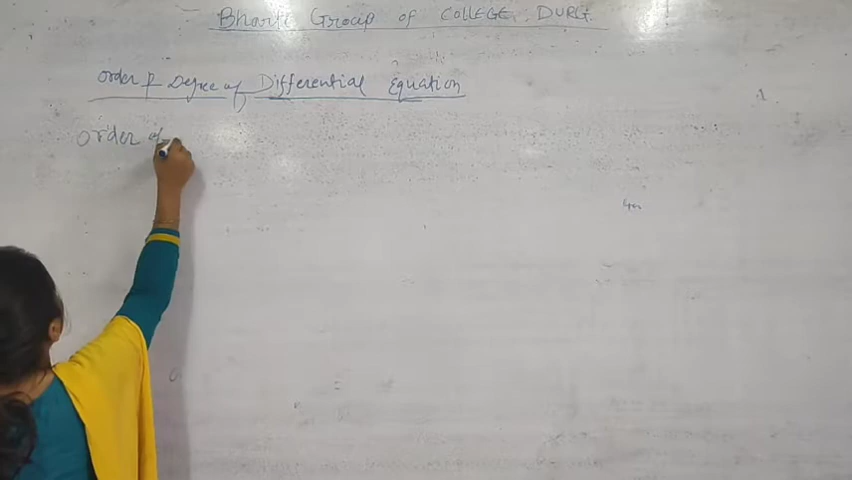 Bharti Group of COLLEGE, DURG.
Order & Degree of Differential Equation
Order of